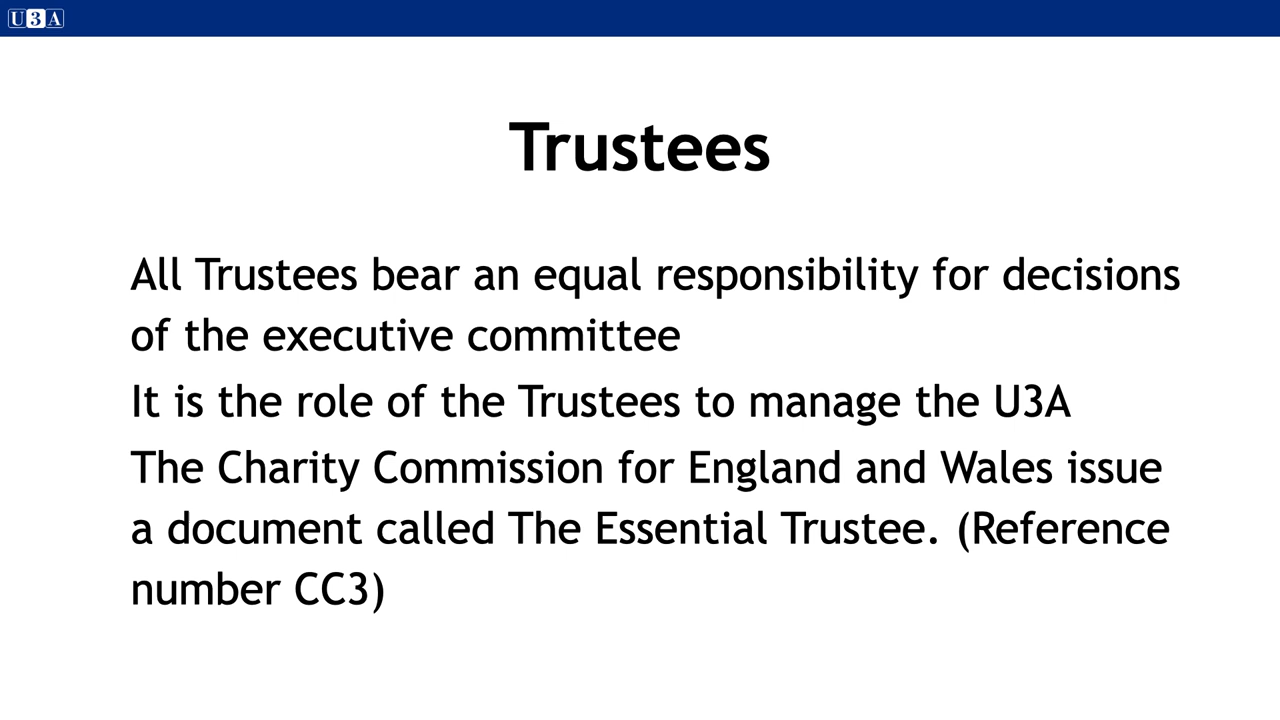 U3A
Trustees
All Trustees bear an equal responsibility for decisions
of the executive committee
It is the role of the Trustees to manage the U3A
The Charity Commission for England and Wales issue
a document called The Essential Trustee. (Reference
number CC3)